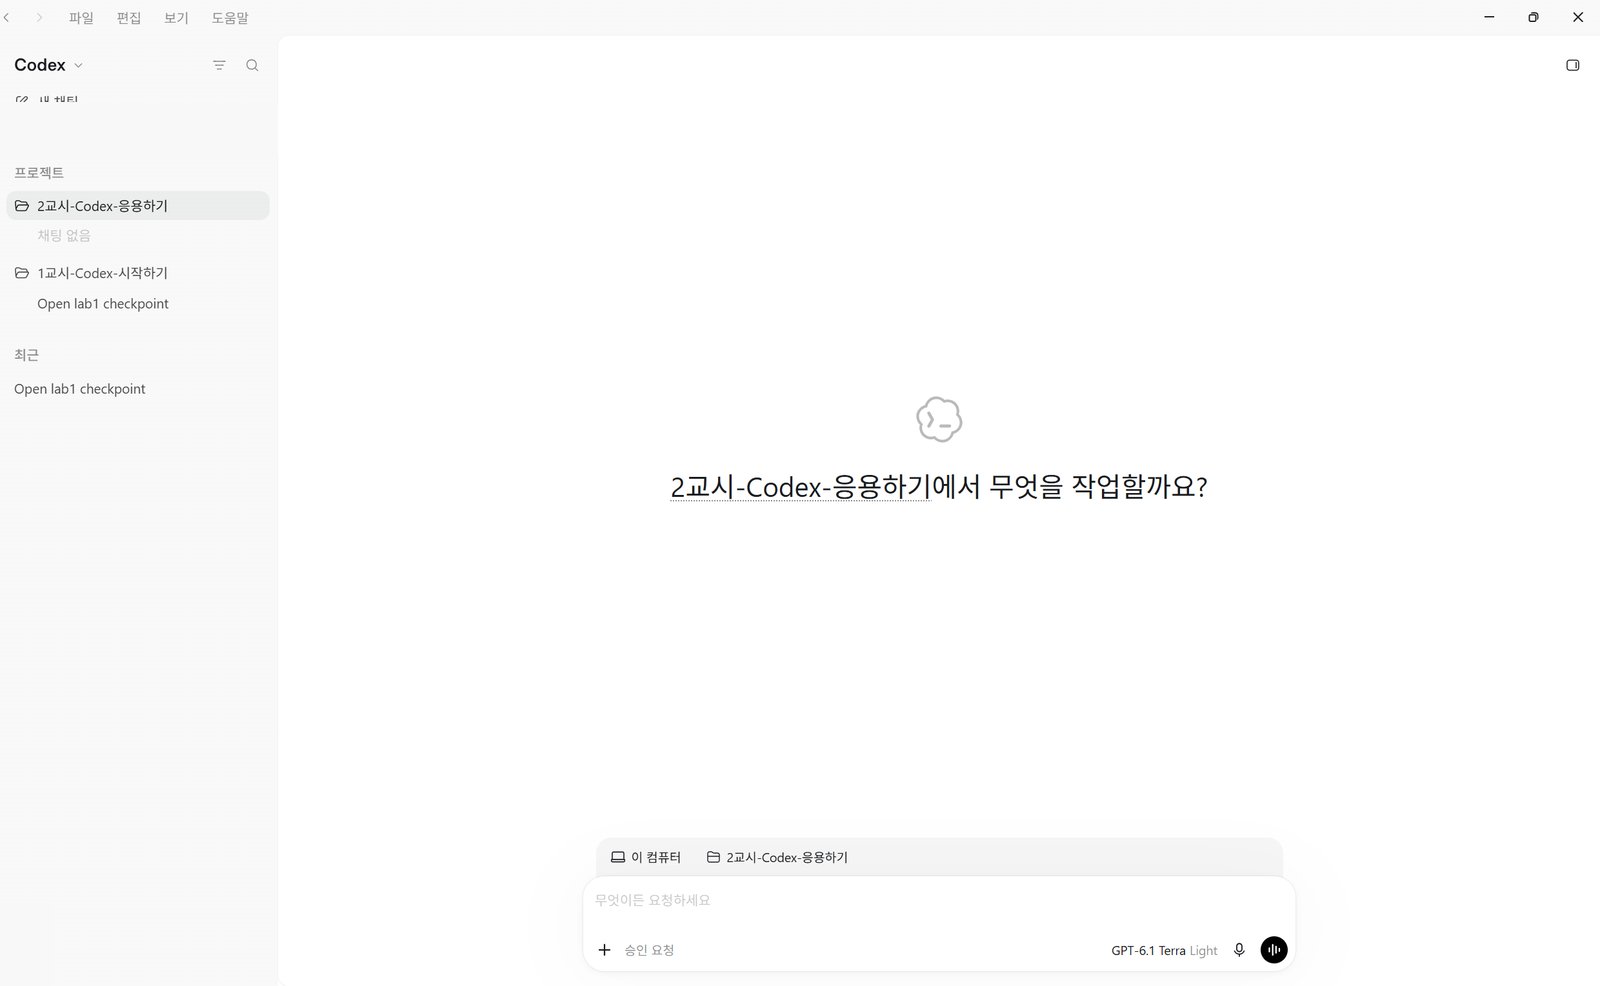 파일 편집 보기 도움말
Codex
새 채팅
프로젝트
2교시-Codex-응용하기
채팅 없음
1교시-Codex-시작하기
Open lab1 checkpoint
최근
Open lab1 checkpoint
2교시-Codex-응용하기에서 무엇을 작업할까요?
이 컴퓨터 2교시-Codex-응용하기
무엇이든 요청하세요
승인 요청 GPT-6.1 Terra Light